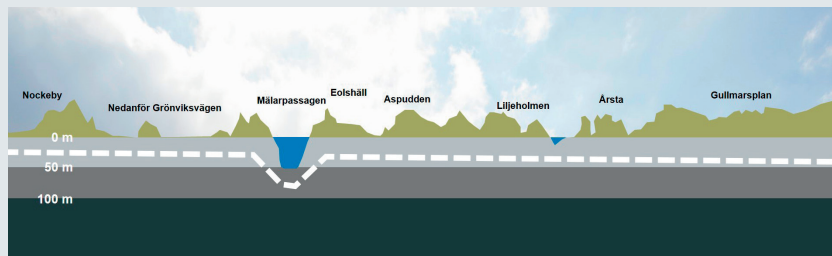 Nockeby
Nedanför Grönviksvägen
Mälarpassagen
Eolshäll
Aspudden
Liljeholmen
Årsta
Gullmarsplan
0 m
50 m
100 m